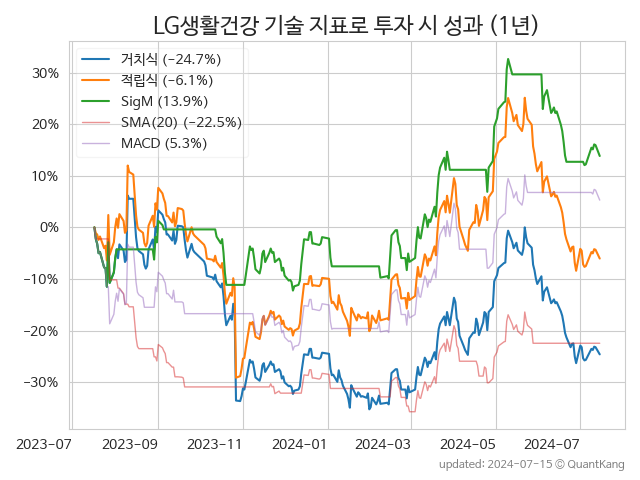 LG생활건강 기술 지표로 투자 시 성과 (1년)
거치식 (−24.7%)
적립식 (−6.1%)
SigM (13.9%)
SMA(20) (−22.5%)
MACD (5.3%)
30%
20%
10%
0%
−10%
−20%
−30%
2023-07 2023-09 2023-11 2024-01 2024-03 2024-05 2024-07
updated: 2024-07-15 © QuantKang